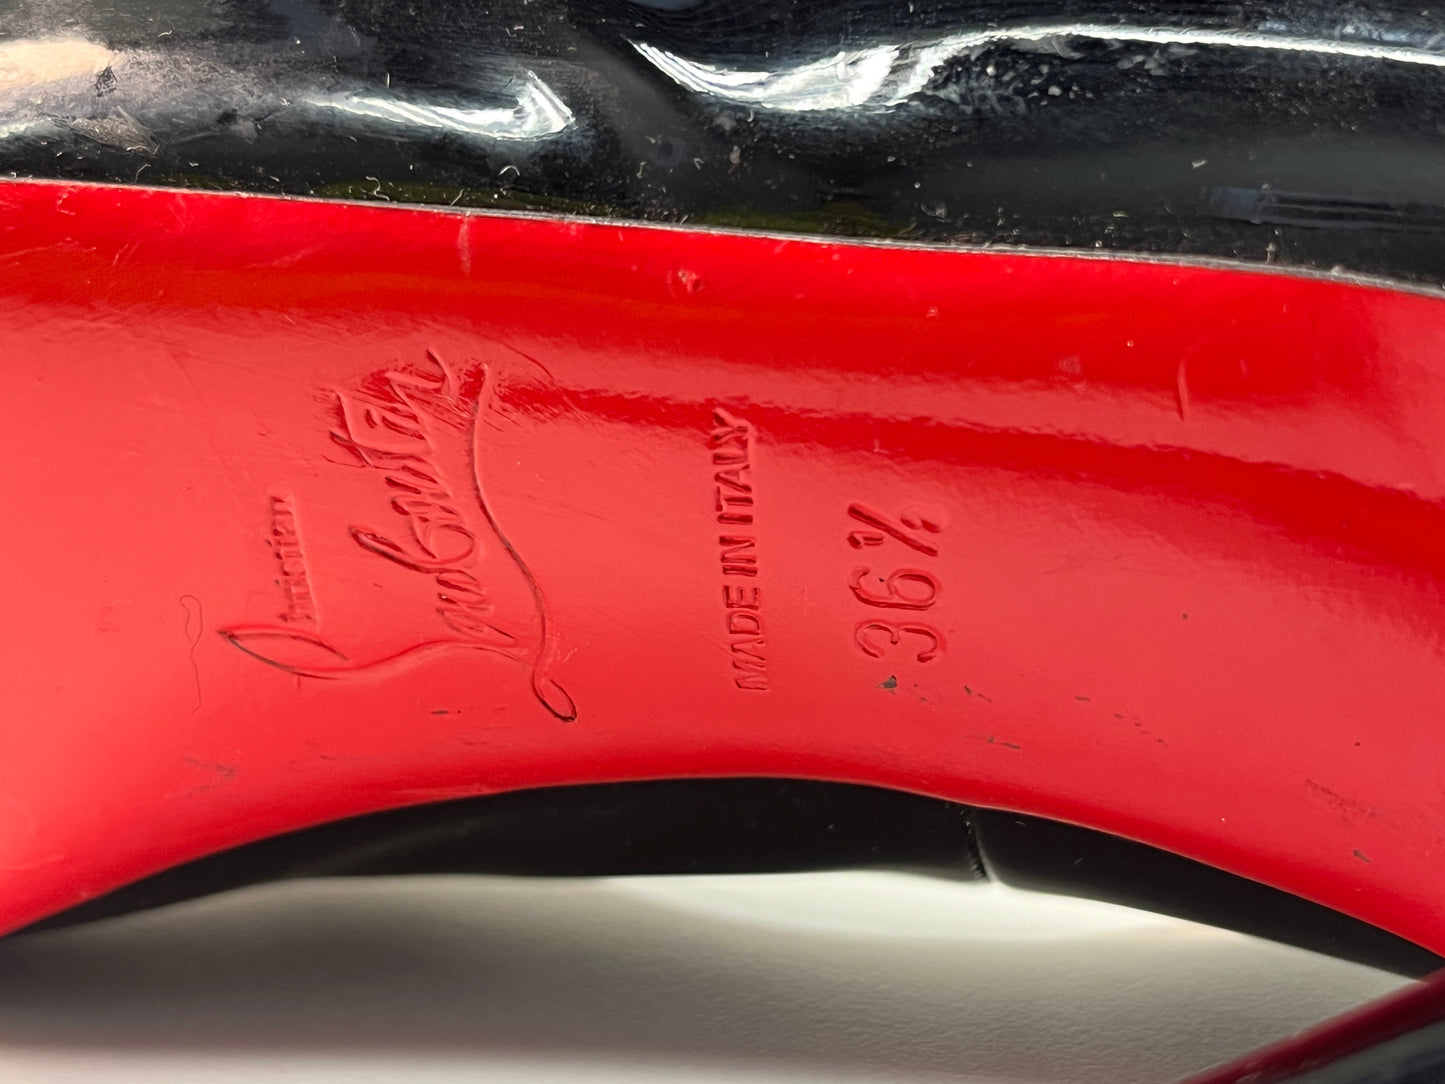 Christian
Louboutin
MADE IN ITALY
36½